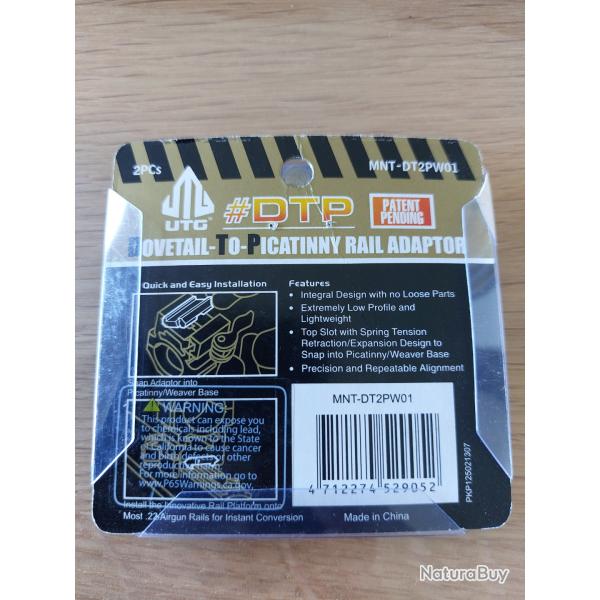 2PCs
MNT-DT2PW01
UTG
#DTP
PATENT
PENDING
DOVETAIL-TO-PICATINNY RAIL ADAPTOR
Quick and Easy Installation
Snap Adaptor into
Picatinny/Weaver Base
WARNING:
This product can expose you
to chemicals including lead,
which is known to the State
of California to cause cancer
and birth defects or other
reproductive harm.
For more information go to
www.P65Warnings.ca.gov.
Install the Innovative Rail Platform onto
Most .22/Airgun Rails for Instant Conversion
Features
• Integral Design with no Loose Parts
• Extremely Low Profile and
Lightweight
• Top Slot with Spring Tension
Retraction/Expansion Design to
Snap into Picatinny/Weaver Base
• Precision and Repeatable Alignment
MNT-DT2PW01
4 712274 529052
Made in China
PKP125021307
NaturaBuy